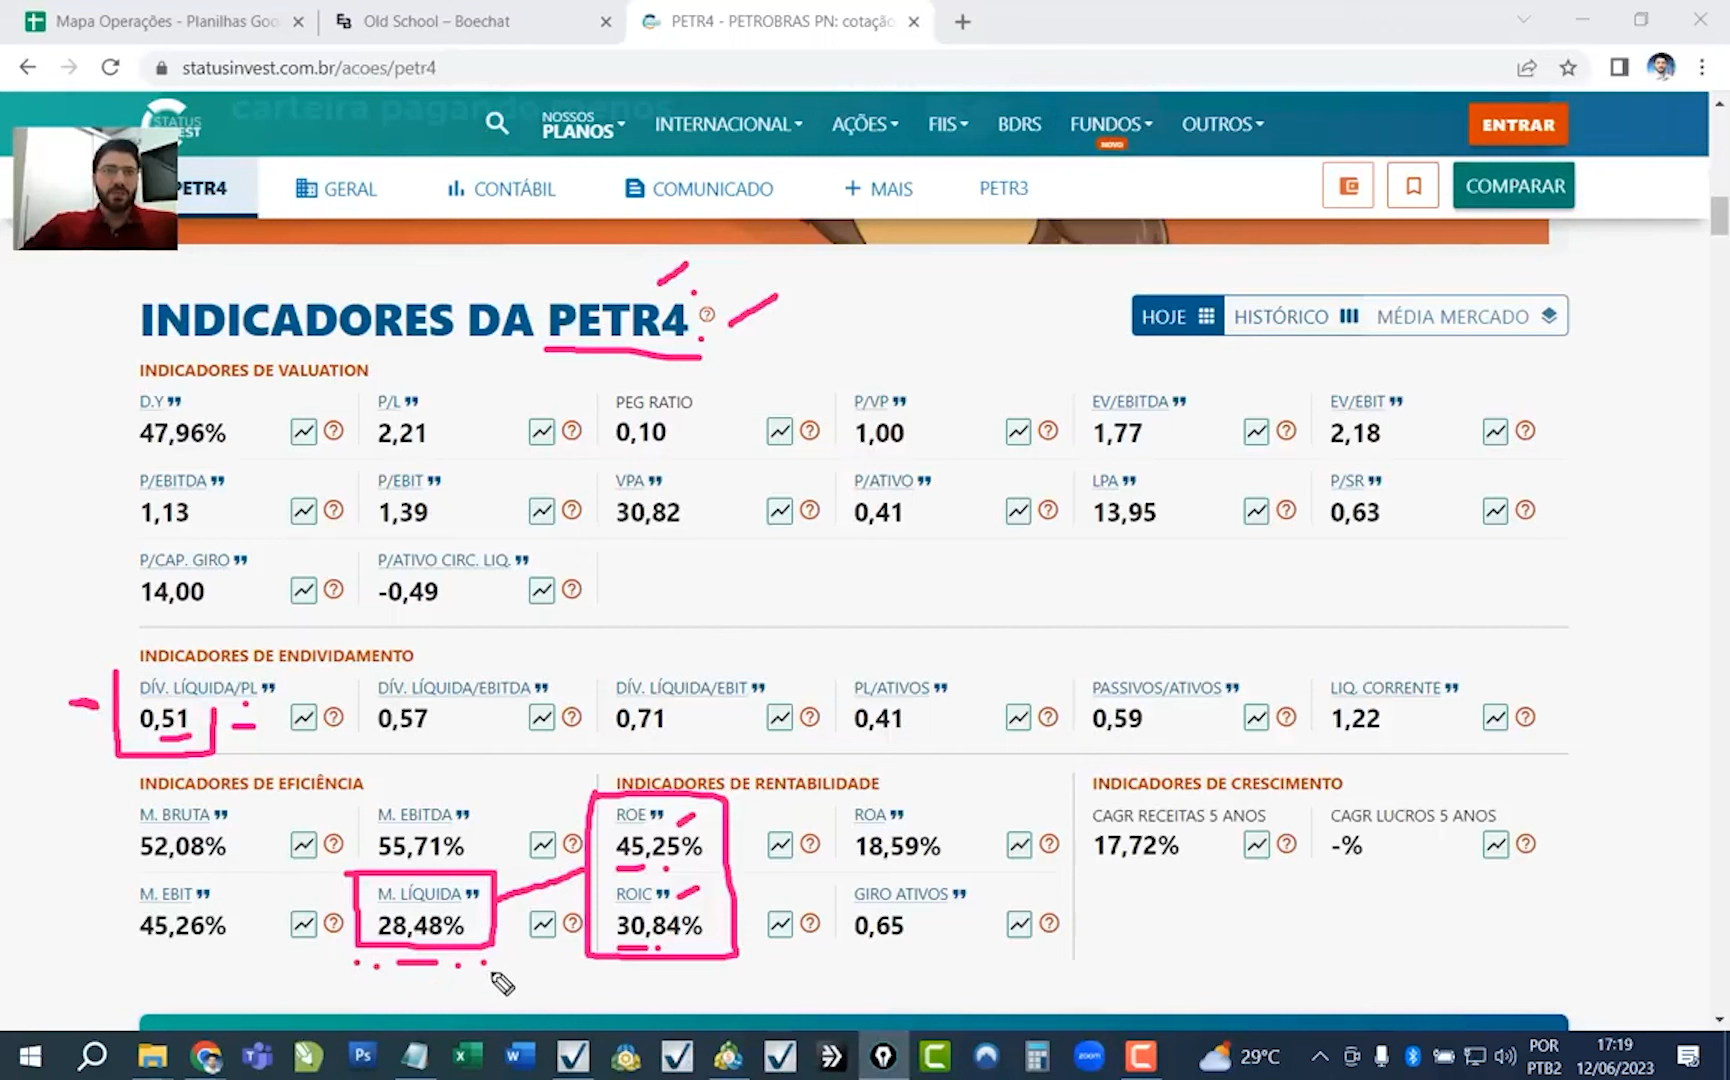 Mapa Operações - Planilhas Goo
Old School – Boechat
PETR4 - PETROBRAS PN: cotação
statusinvest.com.br/acoes/petr4
carteira pagando menos
STATUS
NOSSOS
PLANOS
INTERNACIONAL
AÇÕES
FIIS
BDRS
FUNDOS
NOVO
OUTROS
ENTRAR
PETR4
GERAL
CONTÁBIL
COMUNICADO
+ MAIS
PETR3
COMPARAR
INDICADORES DA PETR4
HOJE
HISTÓRICO
MÉDIA MERCADO
INDICADORES DE VALUATION
D.Y P/L PEG RATIO P/VP EV/EBITDA EV/EBIT
47,96% 2,21 0,10 1,00 1,77 2,18
P/EBITDA P/EBIT VPA P/ATIVO LPA P/SR
1,13 1,39 30,82 0,41 13,95 0,63
P/CAP. GIRO P/ATIVO CIRC. LIQ.
14,00 -0,49
INDICADORES DE ENDIVIDAMENTO
DÍV. LÍQUIDA/PL DÍV. LÍQUIDA/EBITDA DÍV. LÍQUIDA/EBIT PL/ATIVOS PASSIVOS/ATIVOS LIQ. CORRENTE
0,51 0,57 0,71 0,41 0,59 1,22
INDICADORES DE EFICIÊNCIA INDICADORES DE RENTABILIDADE INDICADORES DE CRESCIMENTO
M. BRUTA M. EBITDA ROE ROA CAGR RECEITAS 5 ANOS CAGR LUCROS 5 ANOS
52,08% 55,71% 45,25% 18,59% 17,72% -%
M. EBIT M. LÍQUIDA ROIC GIRO ATIVOS
45,26% 28,48% 30,84% 0,65
Ps
zoom
29°C
POR
PTB2
17:19
12/06/2023